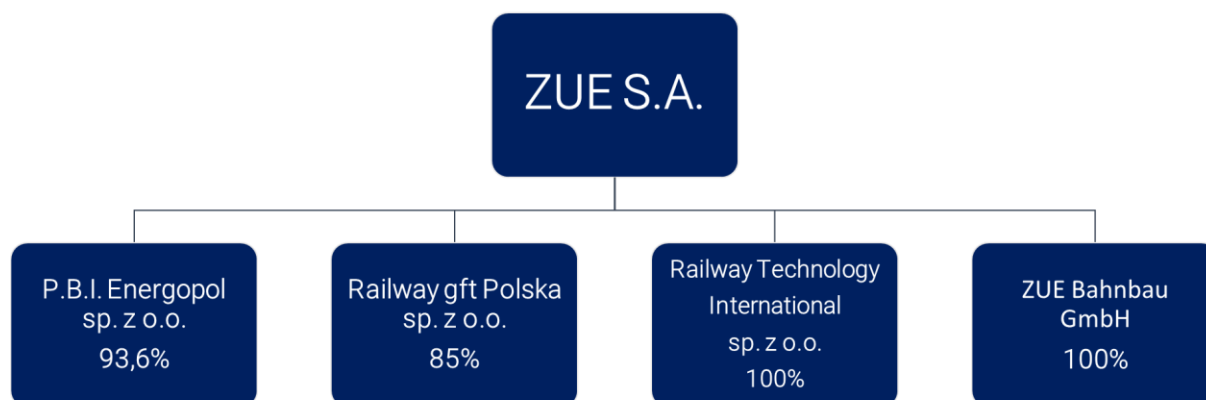 ZUE S.A.
P.B.I. Energopol
sp. z o.o.
93,6%
Railway gft Polska
sp. z o.o.
85%
Railway Technology
International
sp. z o.o.
100%
ZUE Bahnbau
GmbH
100%